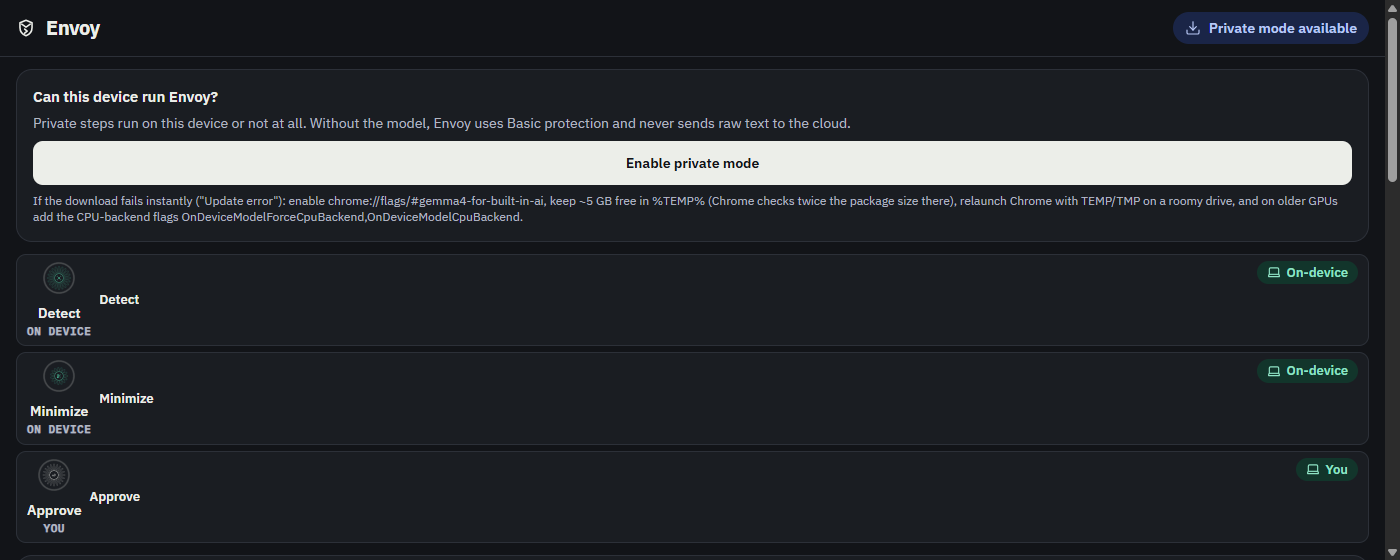 Envoy
Private mode available
Can this device run Envoy?
Private steps run on this device or not at all. Without the model, Envoy uses Basic protection and never sends raw text to the cloud.
Enable private mode
If the download fails instantly ("Update error"): enable chrome://flags/#gemma4-for-built-in-ai, keep ~5 GB free in %TEMP% (Chrome checks twice the package size there), relaunch Chrome with TEMP/TMP on a roomy drive, and on older GPUs
add the CPU-backend flags OnDeviceModelForceCpuBackend,OnDeviceModelCpuBackend.
On-device
Detect
Detect
ON DEVICE
On-device
Minimize
Minimize
ON DEVICE
You
Approve
Approve
YOU